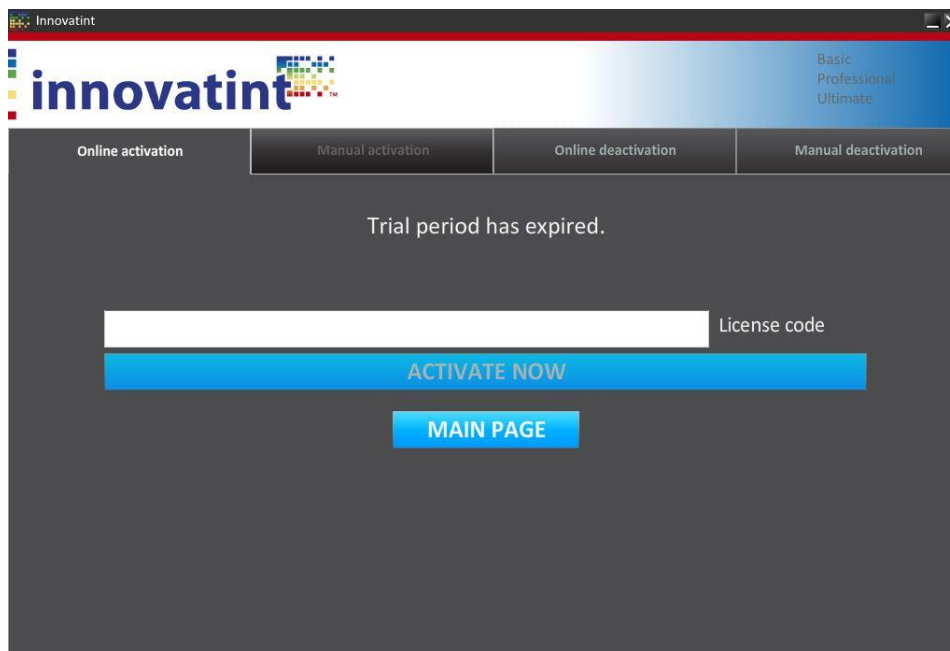 Innovatint
innovatint™
Basic
Professional
Ultimate
Online activation
Manual activation
Online deactivation
Manual deactivation
Trial period has expired.
License code
ACTIVATE NOW
MAIN PAGE